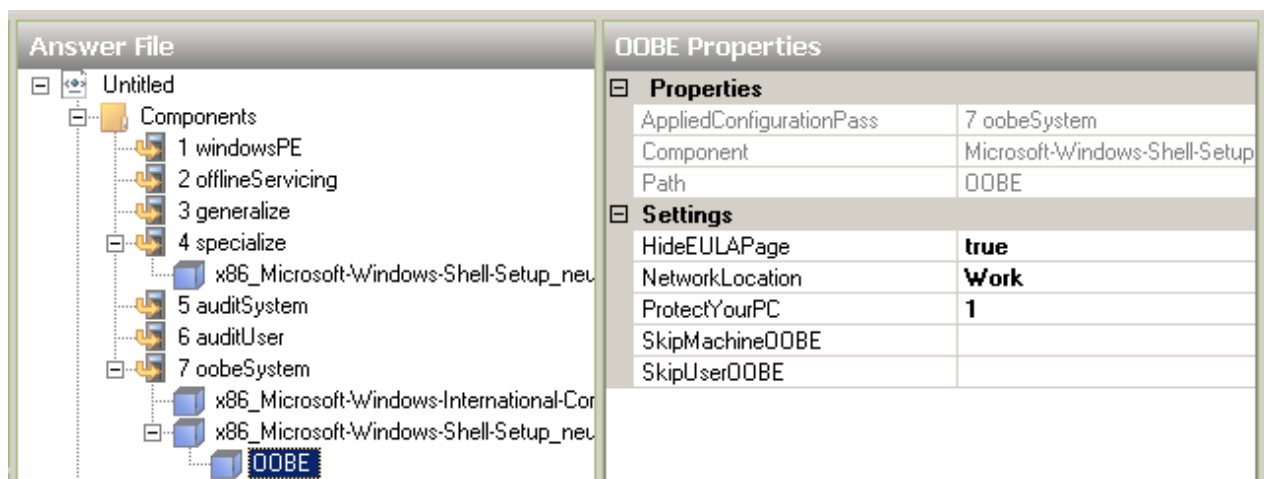 Answer File
Untitled
Components
1 windowsPE
2 offlineServicing
3 generalize
4 specialize
x86_Microsoft-Windows-Shell-Setup_neu
5 auditSystem
6 auditUser
7 oobeSystem
x86_Microsoft-Windows-International-Cor
x86_Microsoft-Windows-Shell-Setup_neu
OOBE
OOBE Properties
Properties
AppliedConfigurationPass 7 oobeSystem
Component Microsoft-Windows-Shell-Setup
Path OOBE
Settings
HideEULAPage true
NetworkLocation Work
ProtectYourPC 1
SkipMachineOOBE
SkipUserOOBE